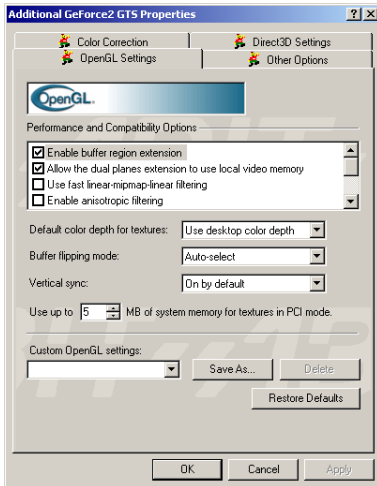 Additional GeForce2 GTS Properties
Color Correction
Direct3D Settings
OpenGL Settings
Other Options
OpenGL.
Performance and Compatibility Options
Enable buffer region extension
Allow the dual planes extension to use local video memory
Use fast linear-mipmap-linear filtering
Enable anisotropic filtering
Default color depth for textures: Use desktop color depth
Buffer flipping mode: Auto-select
Vertical sync: On by default
Use up to 5 MB of system memory for textures in PCI mode.
Custom OpenGL settings:
Save As... Delete
Restore Defaults
OK Cancel Apply